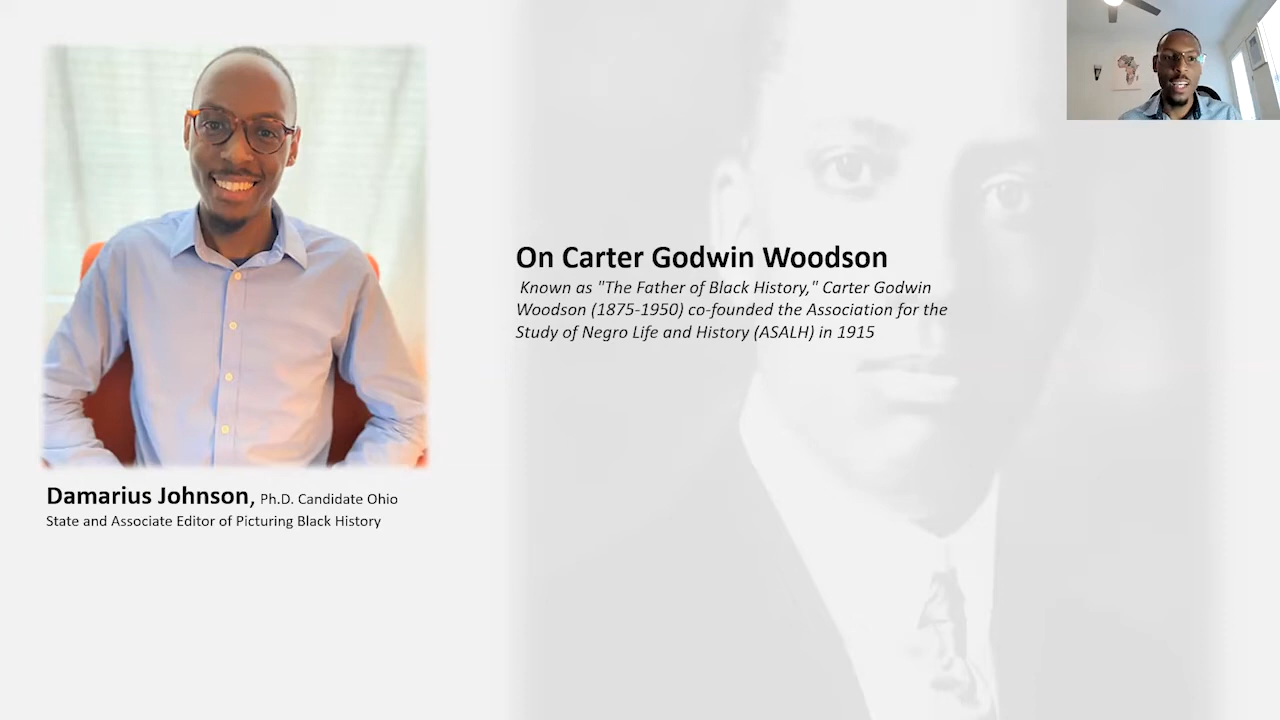 On Carter Godwin Woodson
Known as "The Father of Black History," Carter Godwin
Woodson (1875-1950) co-founded the Association for the
Study of Negro Life and History (ASALH) in 1915
Damarius Johnson, Ph.D. Candidate Ohio
State and Associate Editor of Picturing Black History